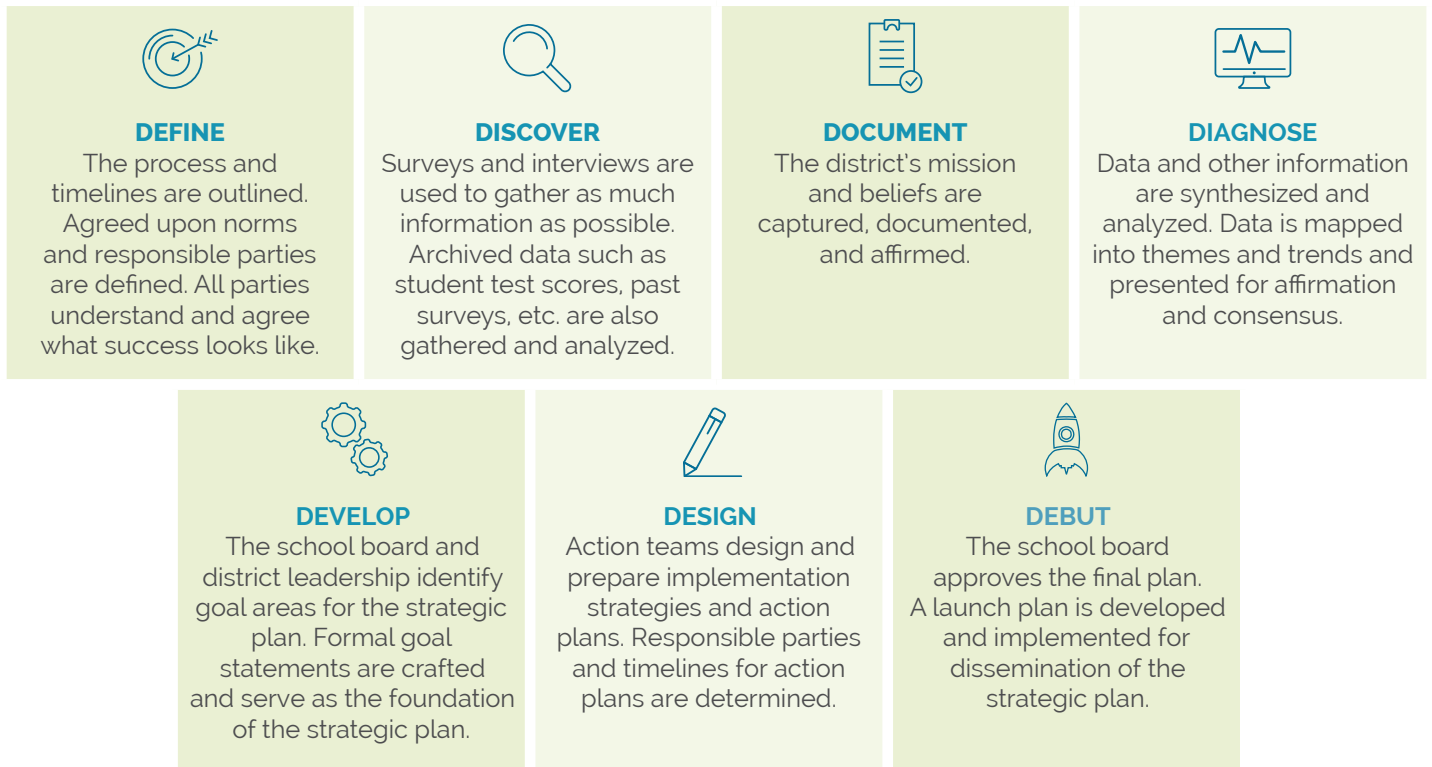 DEFINE
The process and
timelines are outlined.
Agreed upon norms
and responsible parties
are defined. All parties
understand and agree
what success looks like.
DISCOVER
Surveys and interviews are
used to gather as much
information as possible.
Archived data such as
student test scores, past
surveys, etc. are also
gathered and analyzed.
DOCUMENT
The district's mission
and beliefs are
captured, documented,
and affirmed.
DIAGNOSE
Data and other information
are synthesized and
analyzed. Data is mapped
into themes and trends and
presented for affirmation
and consensus.
DEVELOP
The school board and
district leadership identify
goal areas for the strategic
plan. Formal goal
statements are crafted
and serve as the foundation
of the strategic plan.
DESIGN
Action teams design and
prepare implementation
strategies and action
plans. Responsible parties
and timelines for action
plans are determined.
DEBUT
The school board
approves the final plan.
A launch plan is developed
and implemented for
dissemination of the
strategic plan.